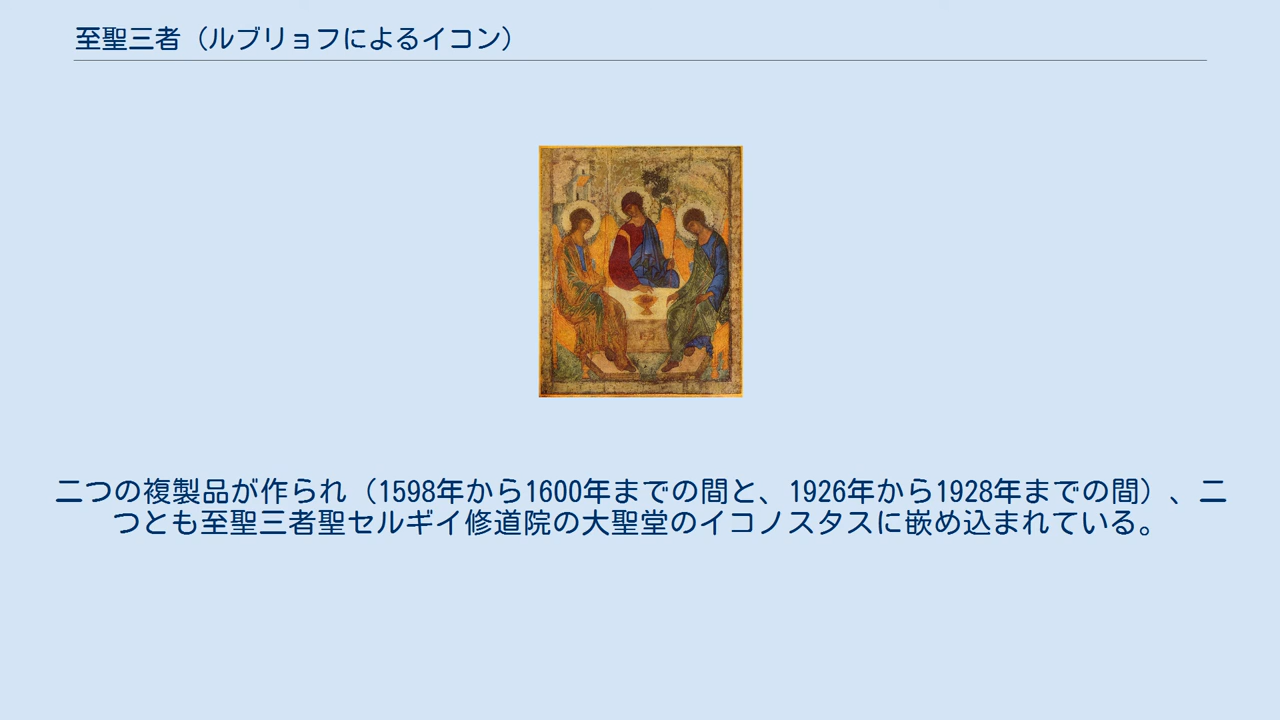 至聖三者（ルブリョフによるイコン）
二つの複製品が作られ（1598年から1600年までの間と、1926年から1928年までの間）、二
つとも至聖三者聖セルギイ修道院の大聖堂のイコノスタスに嵌め込まれている。